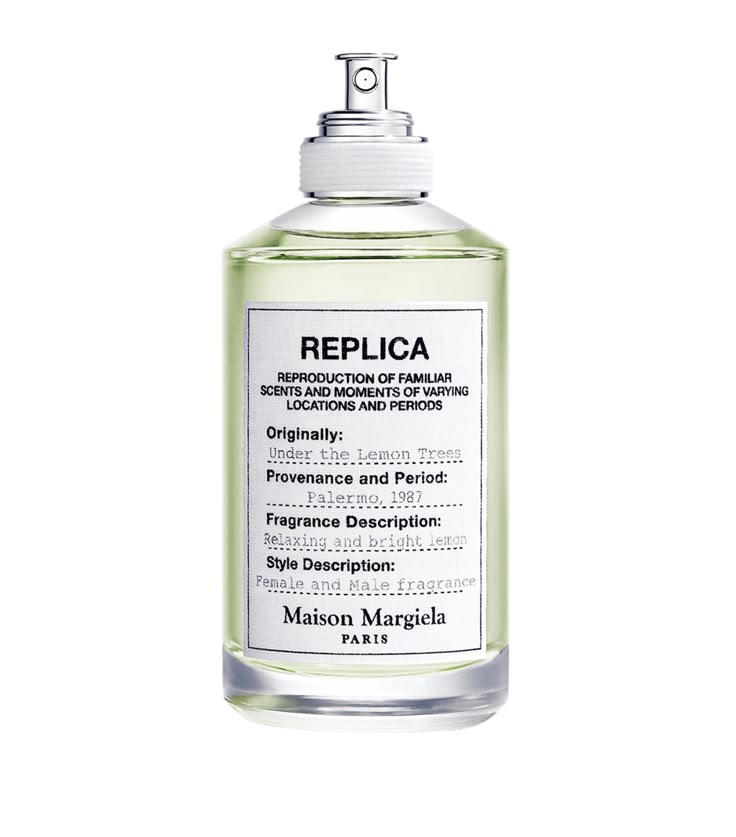 REPLICA
REPRODUCTION OF FAMILIAR
SCENTS AND MOMENTS OF VARYING
LOCATIONS AND PERIODS
Originally:
Under the Lemon Trees
Provenance and Period:
Palermo, 1987
Fragrance Description:
Relaxing and bright lemon
Style Description:
Female and Male fragrance
Maison Margiela
PARIS